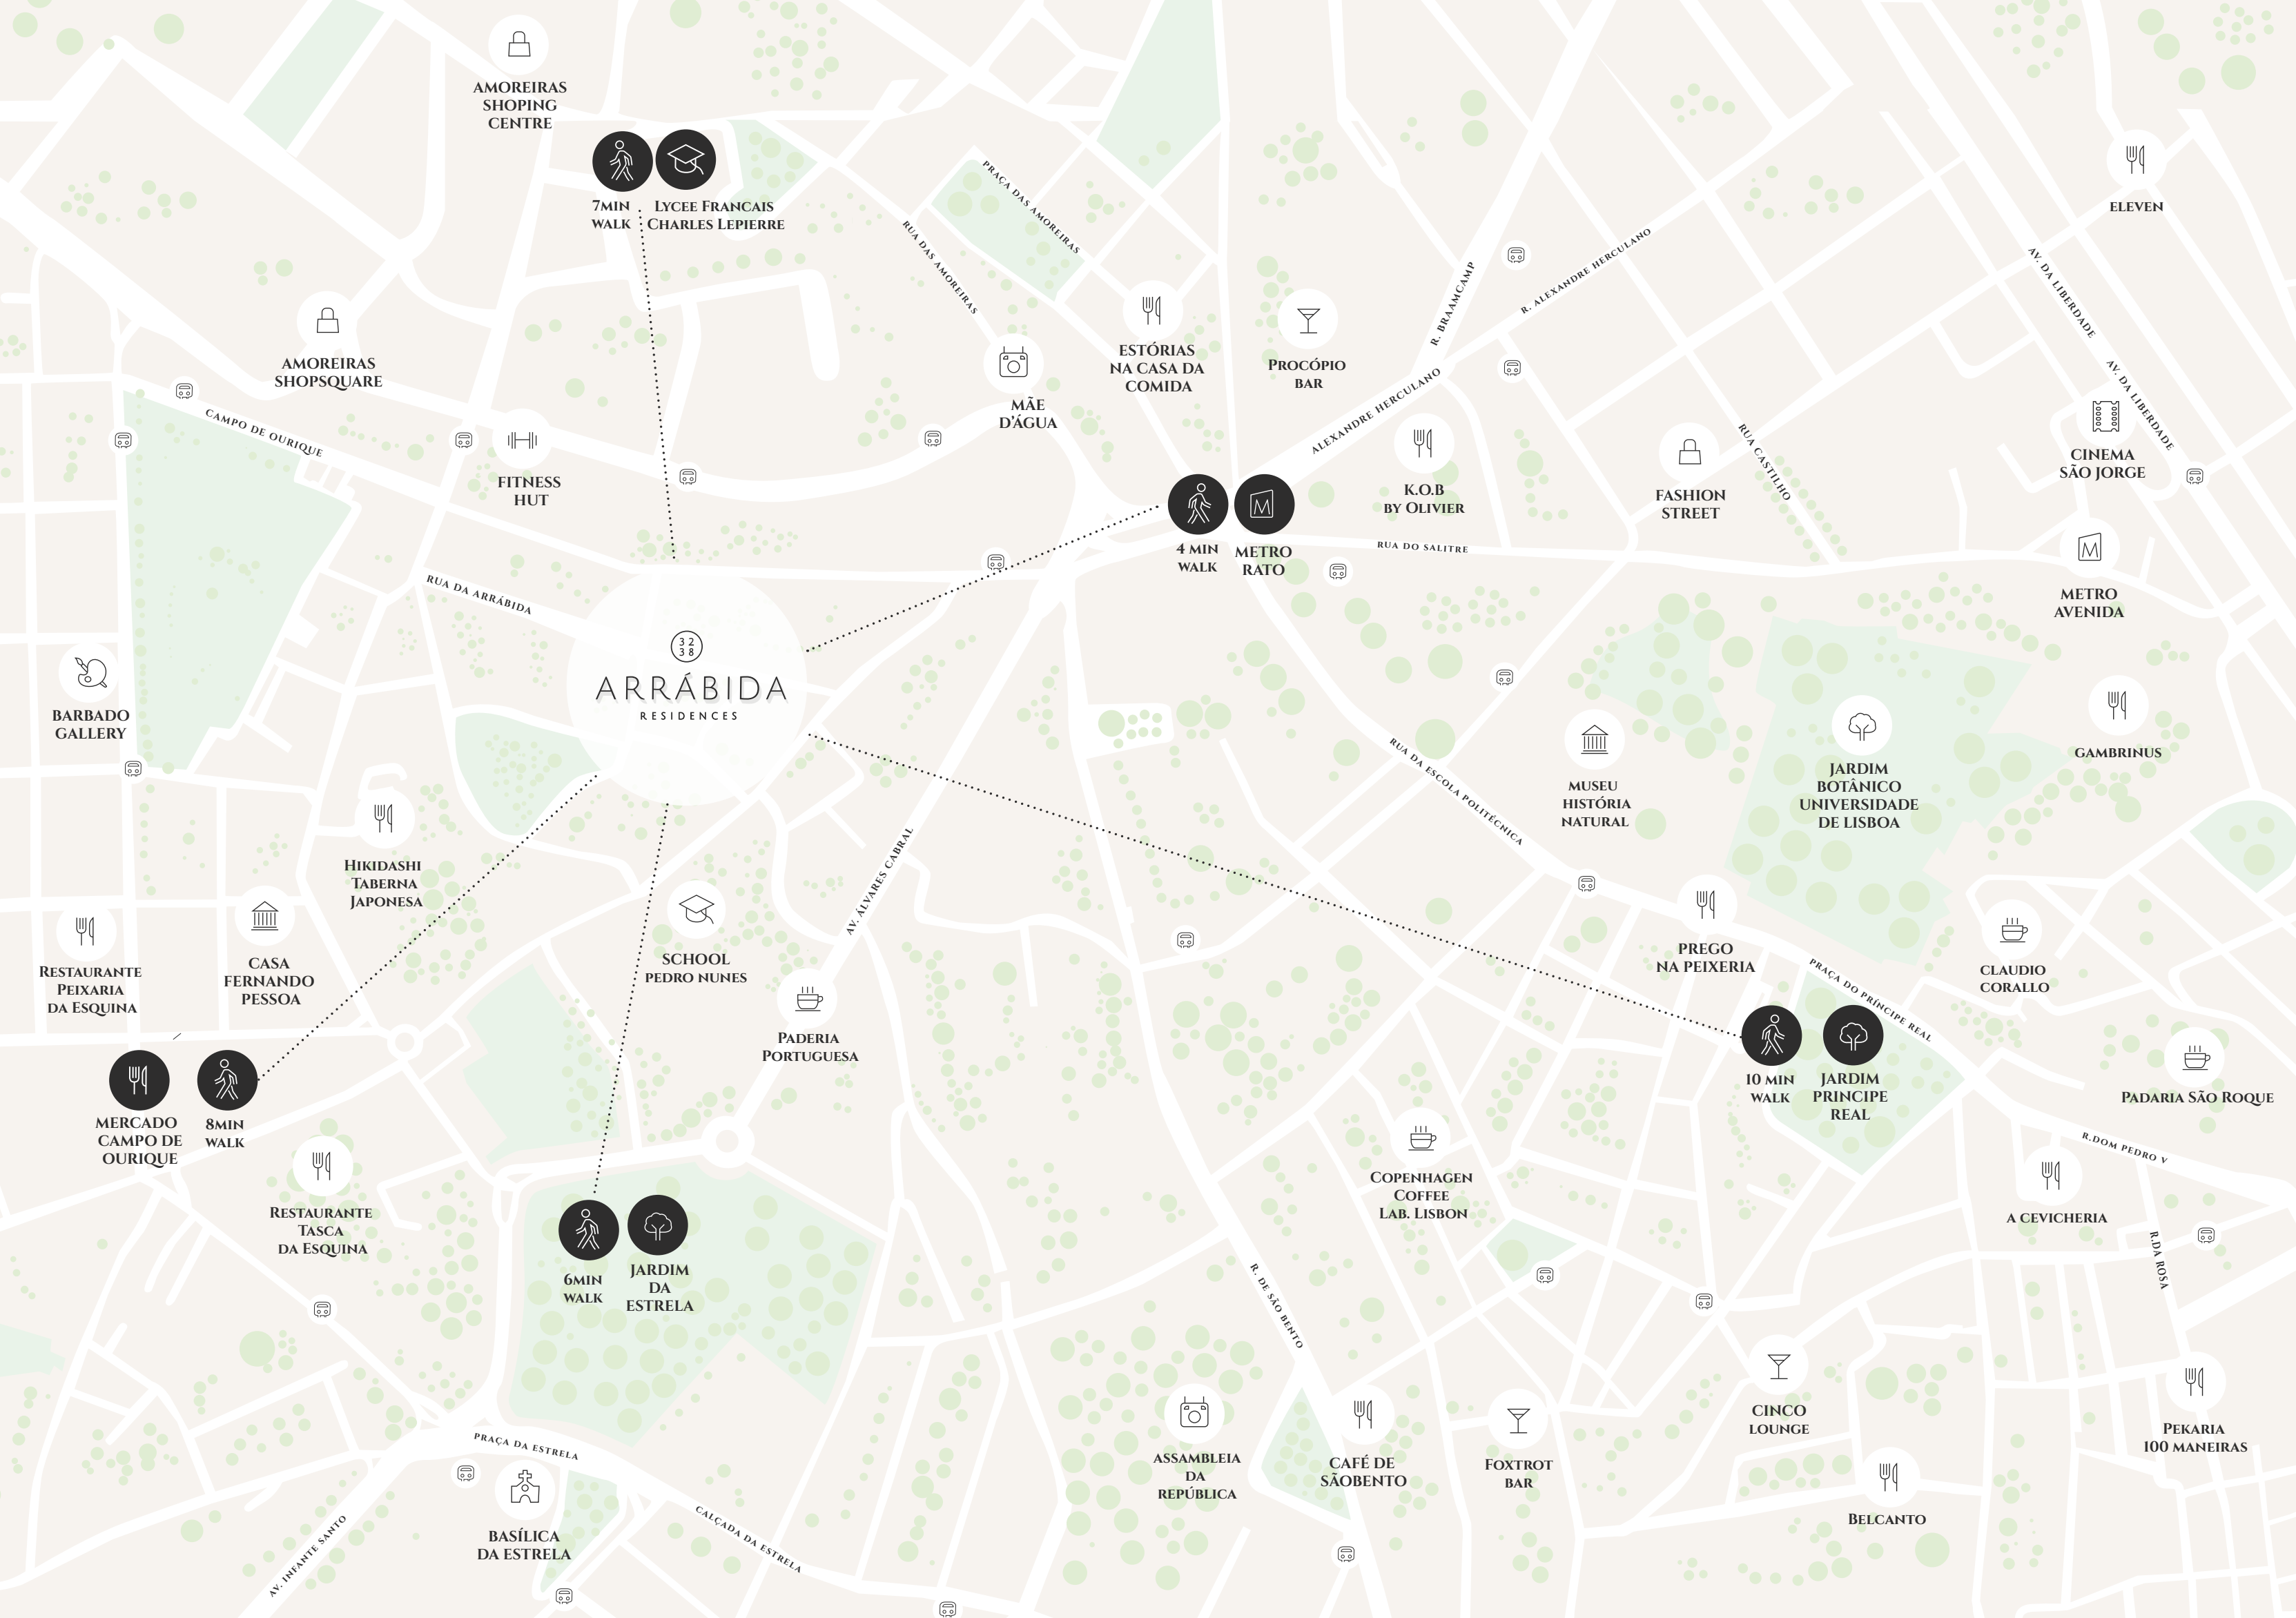 AMOREIRAS
SHOPING
CENTRE
7MIN
WALK
Lycee Francais
Charles Lepierre
PRAÇA DAS AMOREIRAS
RUA DAS AMOREIRAS
ELEVEN
R. BRAAMCAMP
R. ALEXANDRE HERCULANO
AV. DA LIBERDADE
AV. DA LIBERDADE
AMOREIRAS
SHOPSQUARE
ESTÓRIAS
NA CASA DA
COMIDA
Procópio
BAR
MÃE
D'ÁGUA
ALEXANDRE HERCULANO
CAMPO DE OURIQUE
FITNESS
HUT
K.O.B
BY Olivier
FASHION
STREET
RUA CASTILHO
CINEMA
SÃO JORGE
4 MIN
WALK
METRO
RATO
RUA DO SALITRE
METRO
AVENIDA
RUA DA ARRÁBIDA
32
38
ARRÁBIDA
RESIDENCES
BARBADO
GALLERY
RUA DA ESCOLA POLITÉCNICA
MUSEU
HISTÓRIA
NATURAL
JARDIM
BOTÂNICO
UNIVERSIDADE
DE LISBOA
GAMBRINUS
Hikidashi
Taberna
Japonesa
AV. ÁLVARES CABRAL
Restaurante
Peixaria
da Esquina
CASA
FERNANDO
PESSOA
SCHOOL
PEDRO NUNES
PREGO
NA PEIXERIA
PRAÇA DO PRÍNCIPE REAL
CLAUDIO
CORALLO
Paderia
Portuguesa
MERCADO
CAMPO DE
OURIQUE
8MIN
WALK
10 MIN
WALK
JARDIM
PRINCIPE
REAL
Padaria São Roque
R.DOM PEDRO V
Restaurante
Tasca
da Esquina
Copenhagen
Coffee
Lab. Lisbon
A CEVICHERIA
R.DA ROSA
6MIN
WALK
JARDIM
DA
ESTRELA
R. DE SÃO BENTO
PRAÇA DA ESTRELA
ASSAMBLEIA
DA
REPÚBLICA
CAFÉ DE
SÃOBENTO
Foxtrot
BAR
CINCO
LOUNGE
Pekaria
100 maneiras
Belcanto
BASÍLICA
DA ESTRELA
AV. INFANTE SANTO
CALÇADA DA ESTRELA